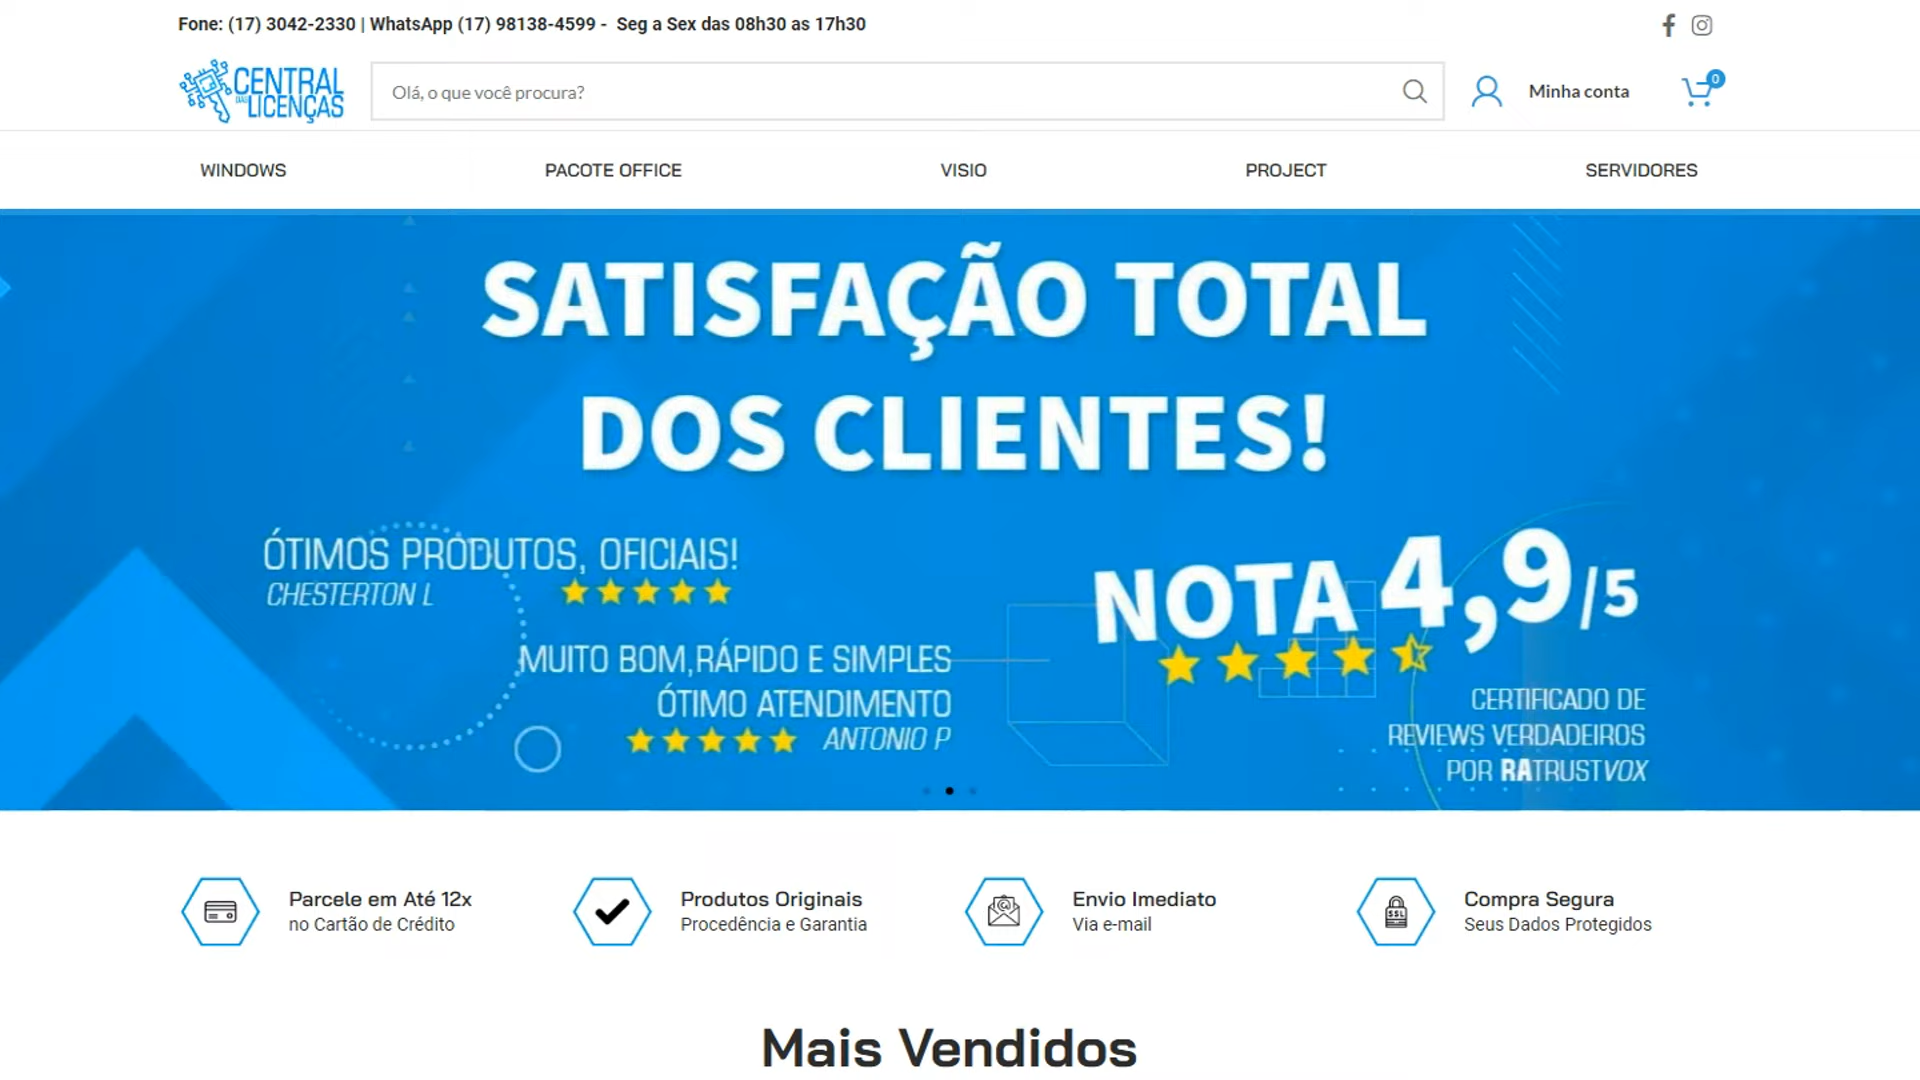 Fone: (17) 3042-2330 | WhatsApp (17) 98138-4599 - Seg a Sex das 08h30 as 17h30
CENTRAL
DAS
LICENÇAS
Olá, o que você procura?
Minha conta
0
WINDOWS
PACOTE OFFICE
VISIO
PROJECT
SERVIDORES
SATISFAÇÃO TOTAL
DOS CLIENTES!
ÓTIMOS PRODUTOS, OFICIAIS!
CHESTERTON L
MUITO BOM,RÁPIDO E SIMPLES
ÓTIMO ATENDIMENTO
ANTONIO P
NOTA 4,9/5
CERTIFICADO DE
REVIEWS VERDADEIROS
POR RATRUSTVOX
Parcele em Até 12x
no Cartão de Crédito
Produtos Originais
Procedência e Garantia
Envio Imediato
Via e-mail
SSL
Compra Segura
Seus Dados Protegidos
Mais Vendidos